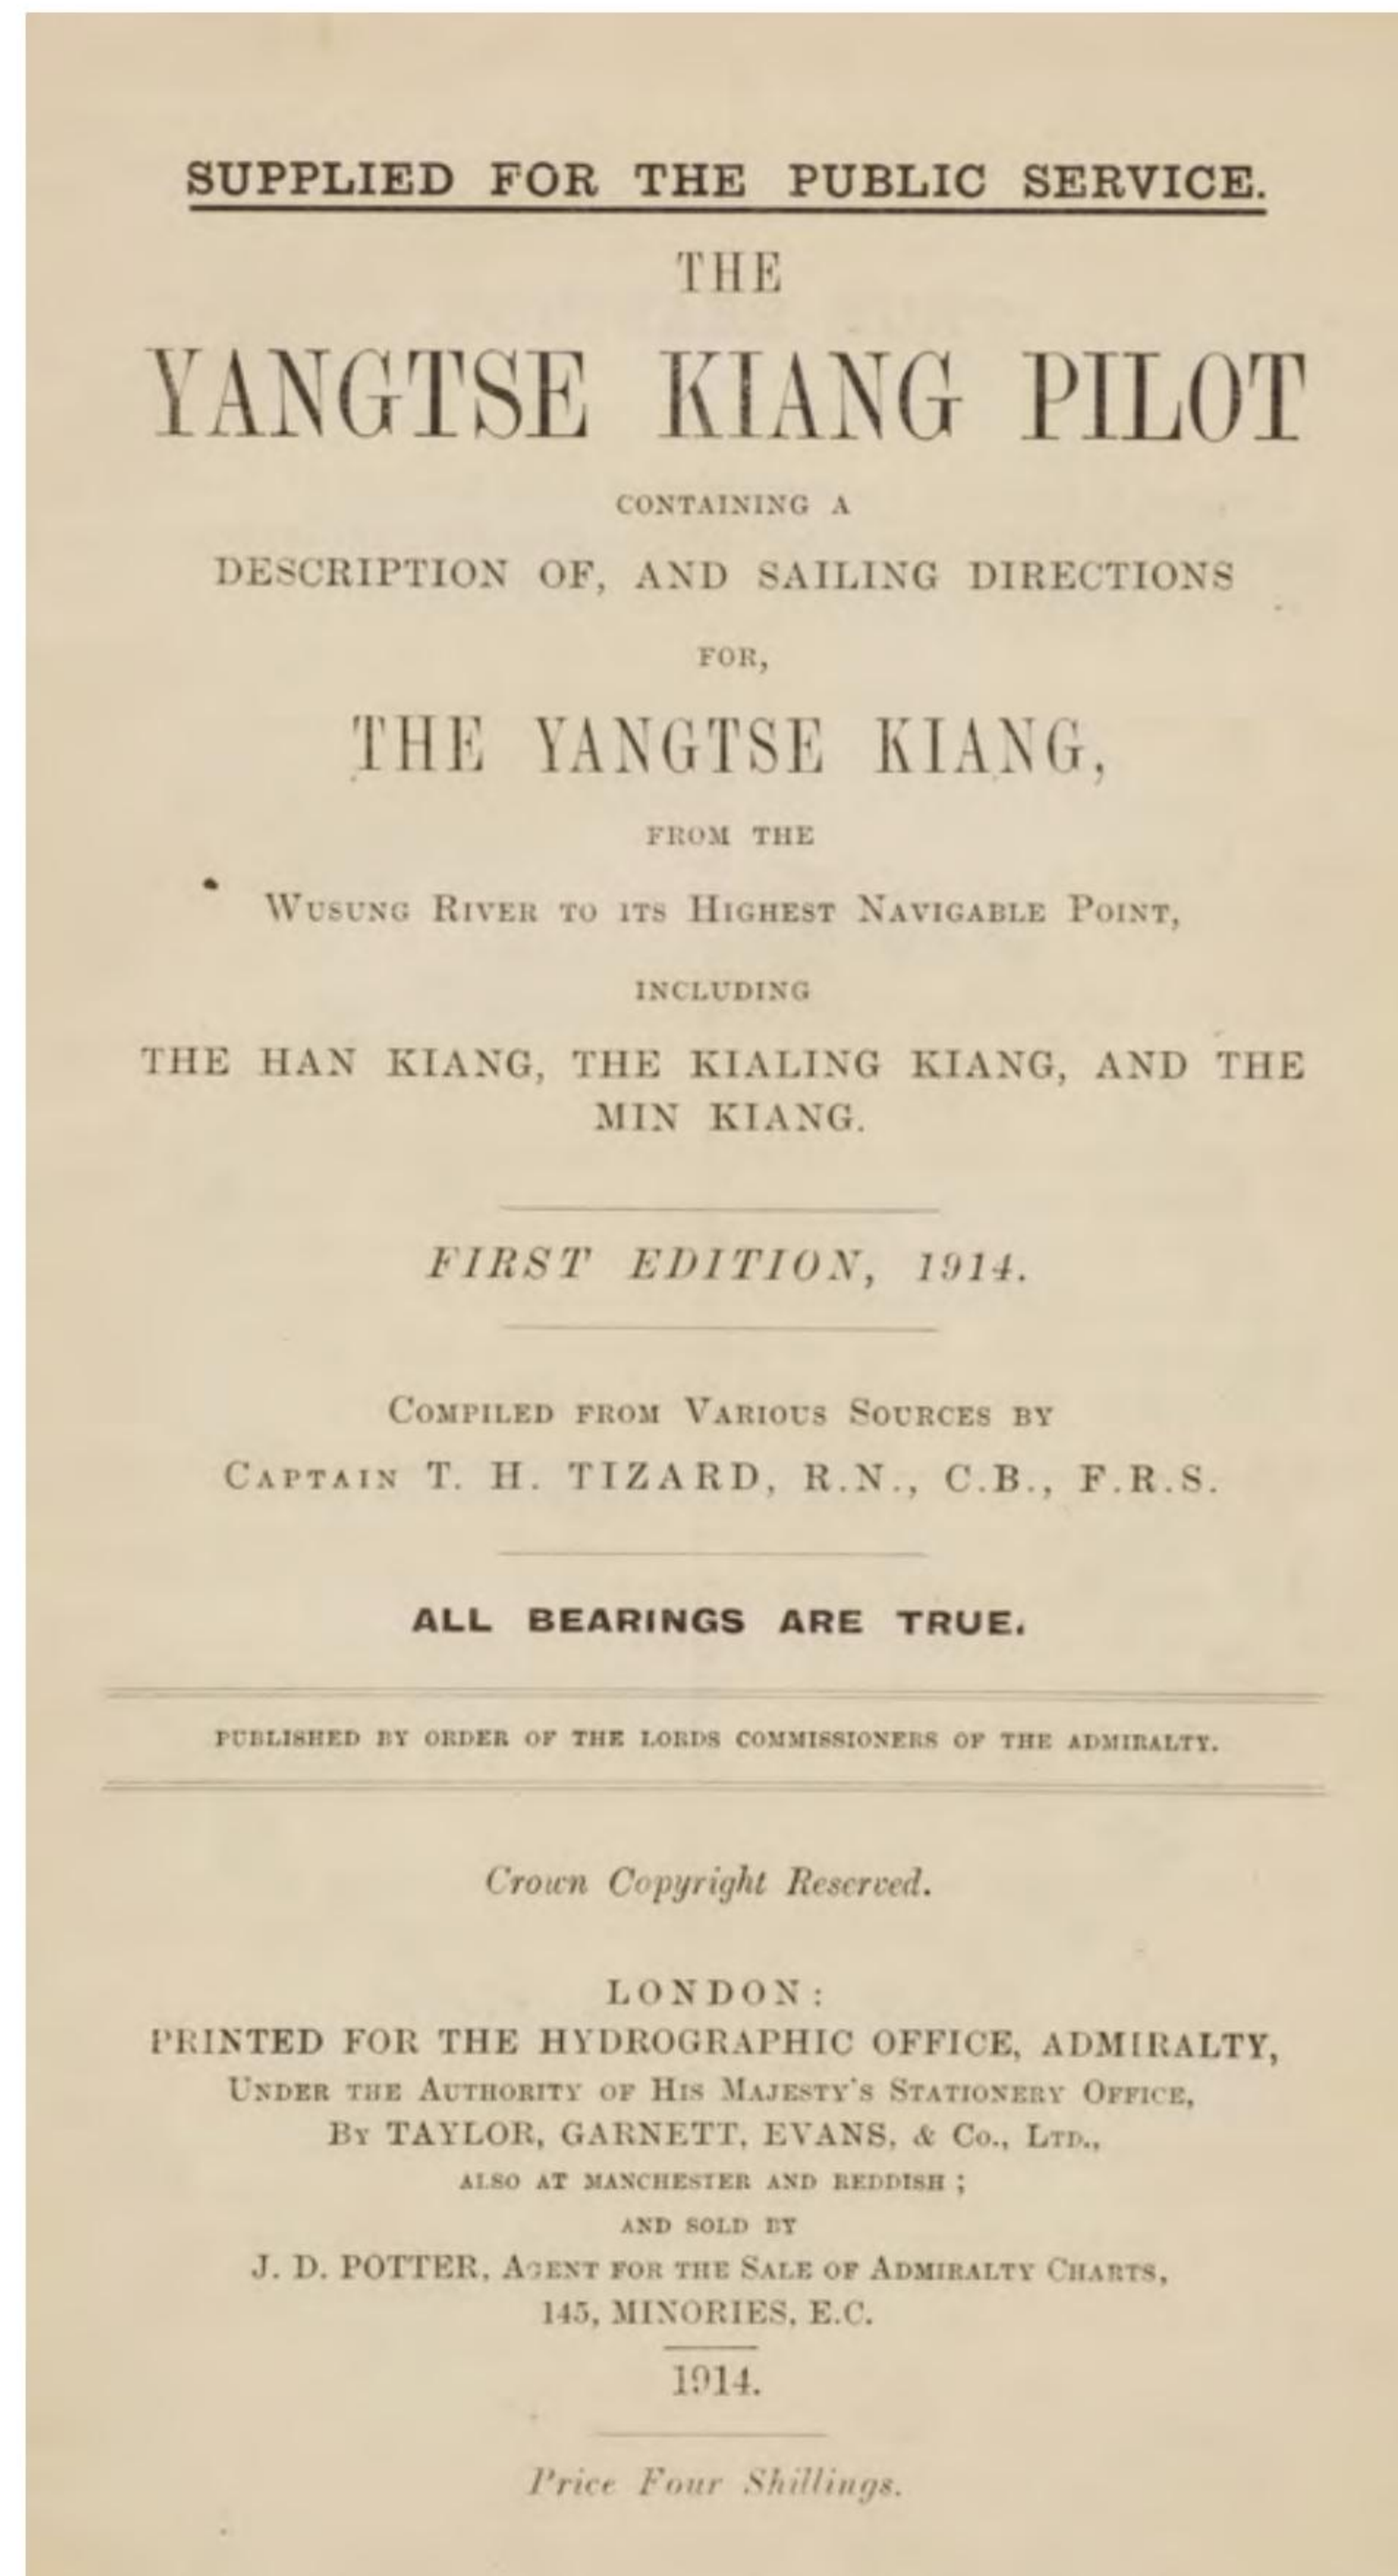 SUPPLIED FOR THE PUBLIC SERVICE.
THE
YANGTSE KIANG PILOT
CONTAINING A
DESCRIPTION OF, AND SAILING DIRECTIONS
FOR,
THE YANGTSE KIANG,
FROM THE
WUSUNG RIVER TO ITS HIGHEST NAVIGABLE POINT,
INCLUDING
THE HAN KIANG, THE KIALING KIANG, AND THE
MIN KIANG.
FIRST EDITION, 1914.
COMPILED FROM VARIOUS SOURCES BY
CAPTAIN T. H. TIZARD, R.N., C.B., F.R.S.
ALL BEARINGS ARE TRUE.
PUBLISHED BY ORDER OF THE LORDS COMMISSIONERS OF THE ADMIRALTY.
Crown Copyright Reserved.
LONDON:
PRINTED FOR THE HYDROGRAPHIC OFFICE, ADMIRALTY,
UNDER THE AUTHORITY OF HIS MAJESTY'S STATIONERY OFFICE,
BY TAYLOR, GARNETT, EVANS, & CO., LTD.,
ALSO AT MANCHESTER AND REDDISH;
AND SOLD BY
J. D. POTTER, AGENT FOR THE SALE OF ADMIRALTY CHARTS,
145, MINORIES, E.C.
1914.
Price Four Shillings.